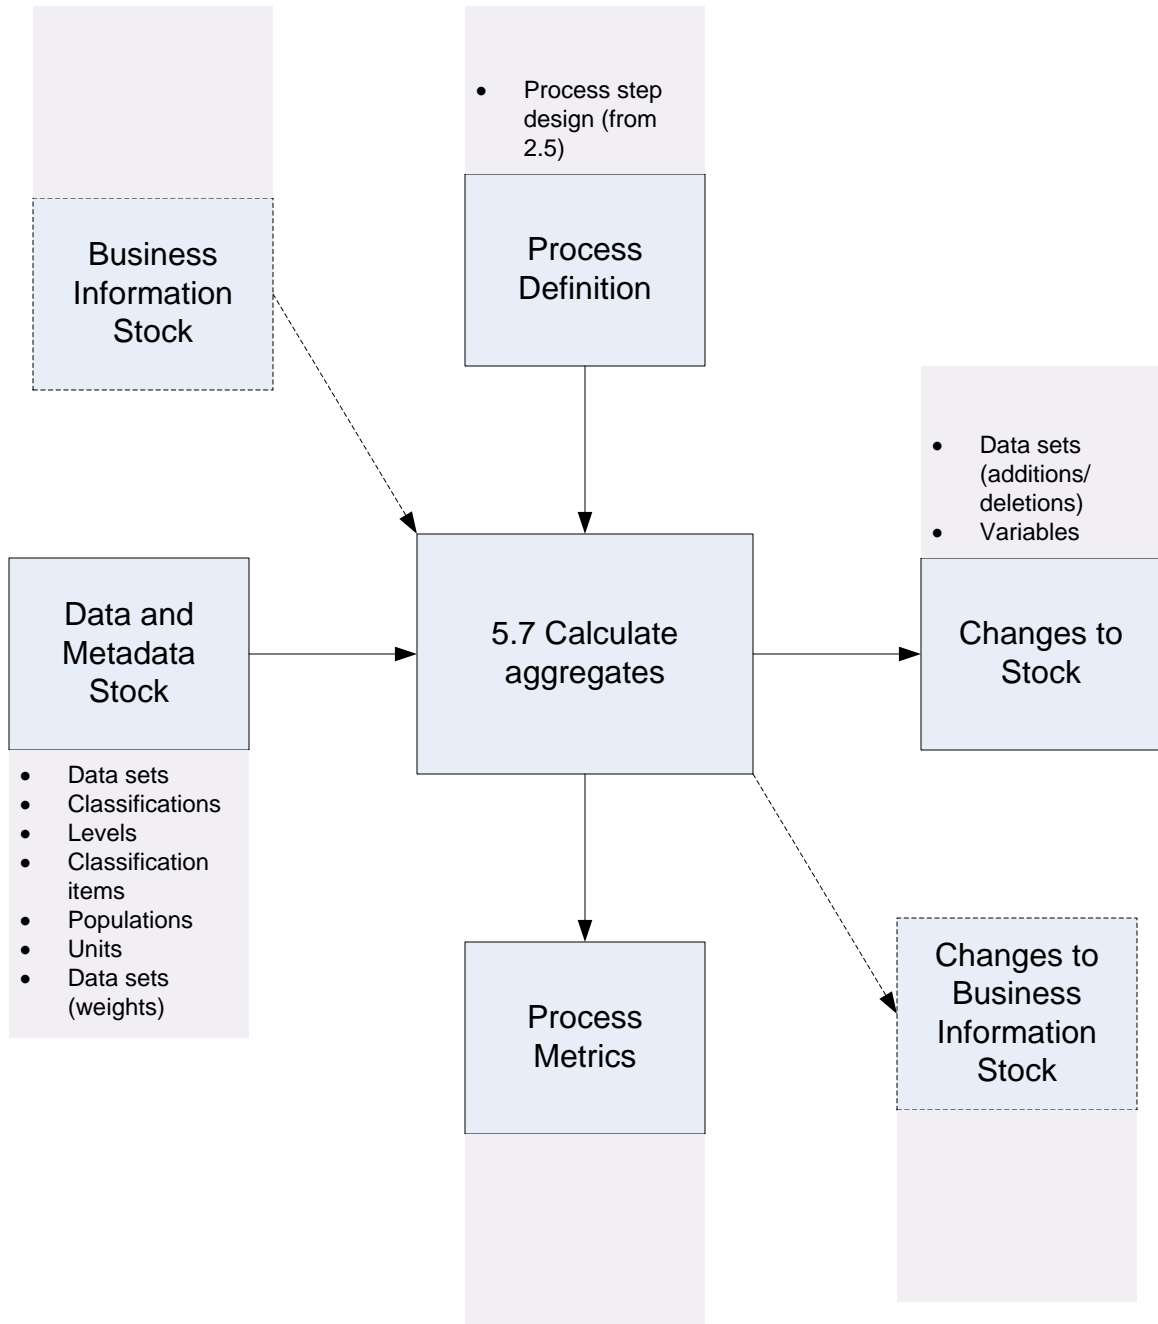 • Process step
design (from
2.5)
Business
Information
Stock
Process
Definition
• Data sets
(additions/
deletions)
• Variables
Data and
Metadata
Stock
5.7 Calculate
aggregates
Changes to
Stock
• Data sets
• Classifications
• Levels
• Classification
items
• Populations
• Units
• Data sets
(weights)
Process
Metrics
Changes to
Business
Information
Stock